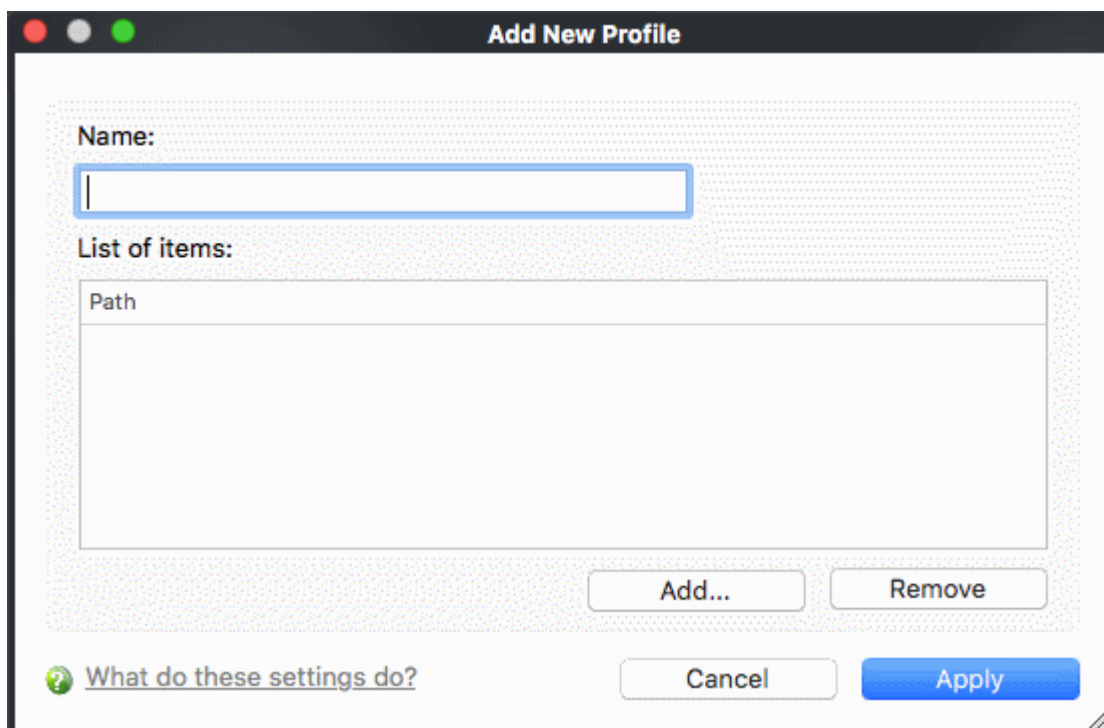 Add New Profile
Name:
List of items:
Path
Add...
Remove
What do these settings do?
Cancel
Apply